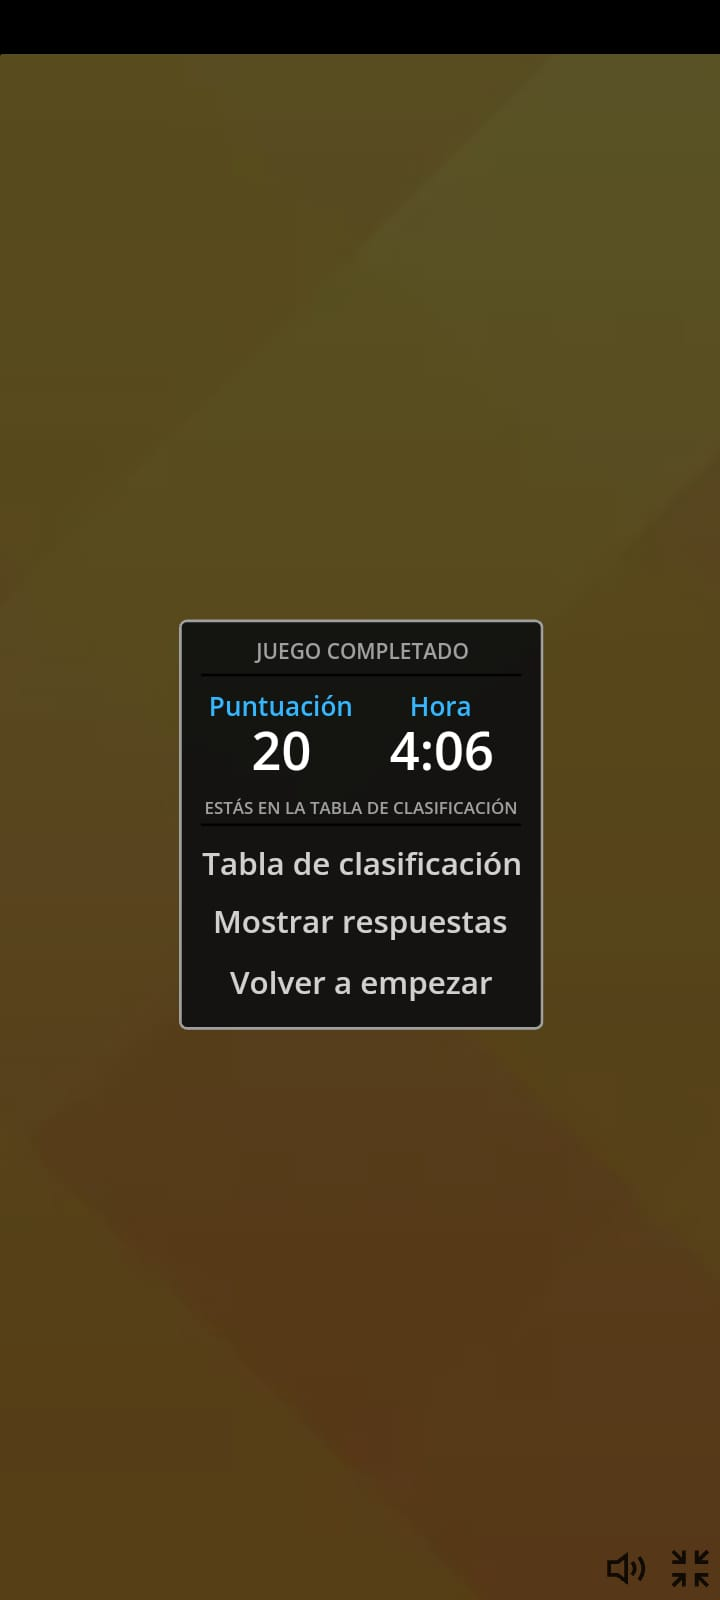 JUEGO COMPLETADO
Puntuación Hora
20 4:06
ESTÁS EN LA TABLA DE CLASIFICACIÓN
Tabla de clasificación
Mostrar respuestas
Volver a empezar